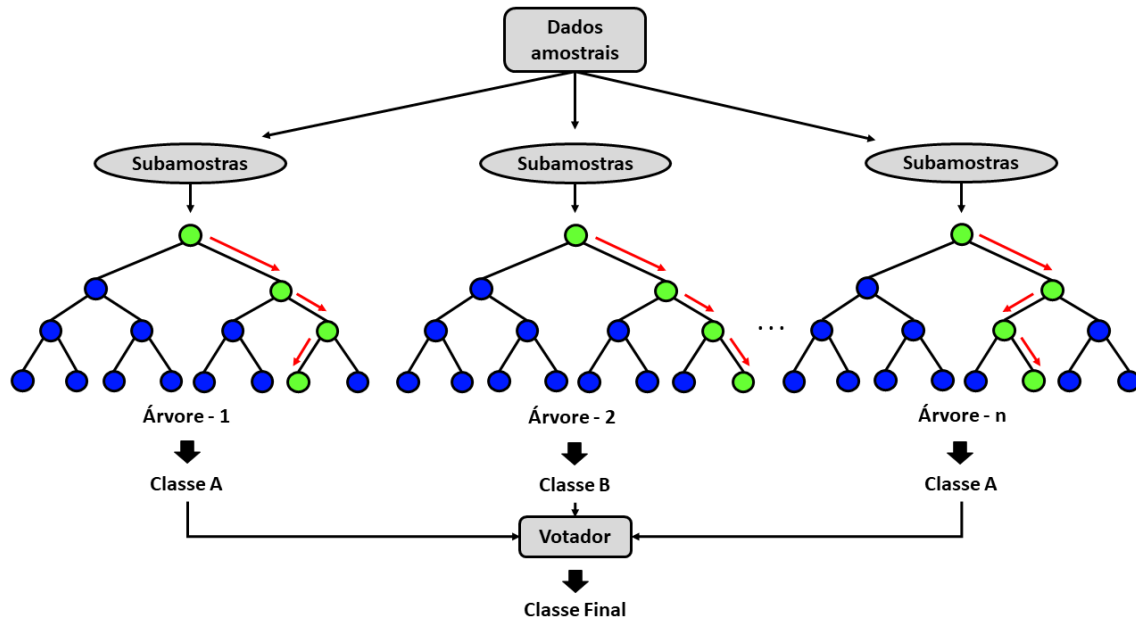 Dados
amostrais
Subamostras
Subamostras
Subamostras
...
Árvore - 1
Árvore - 2
Árvore - n
Classe A
Classe B
Classe A
Votador
Classe Final